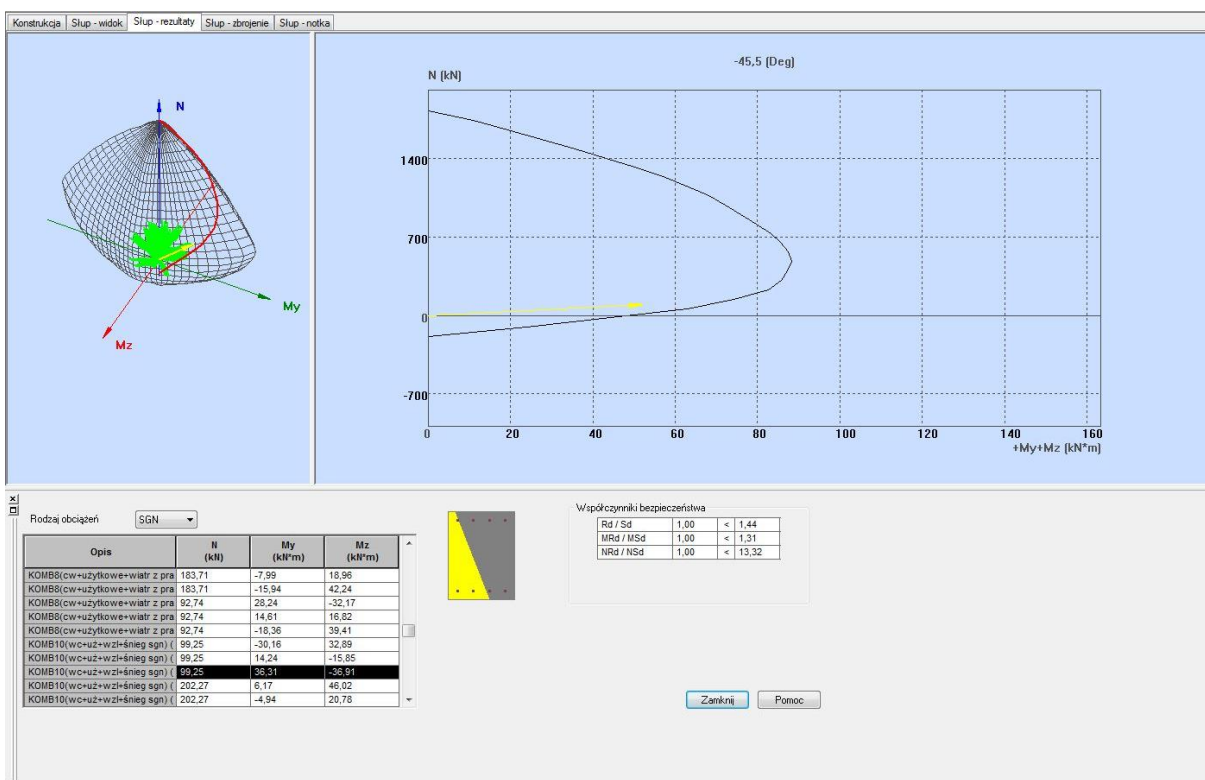 Konstrukcja Słup - widok Słup - rezultaty Słup - zbrojenie Słup - notka
-45,5 (Deg)
N (kN)
N
My
Mz
1400
700
0
-700
0 20 40 60 80 100 120 140 160
+My+Mz (kN*m)
Rodzaj obciążeń SGN
Opis N (kN) My (kN*m) Mz (kN*m)
KOMB8(cw+użytkowe+wiatr z pra 183,71 -7,99 18,96
KOMB8(cw+użytkowe+wiatr z pra 183,71 -15,94 42,24
KOMB8(cw+użytkowe+wiatr z pra 92,74 28,24 -32,17
KOMB8(cw+użytkowe+wiatr z pra 92,74 14,61 16,82
KOMB8(cw+użytkowe+wiatr z pra 92,74 -18,36 39,41
KOMB10(wc+uż+wzl+śnieg sgn) ( 99,25 -30,16 32,89
KOMB10(wc+uż+wzl+śnieg sgn) ( 99,25 14,24 -15,85
KOMB10(wc+uż+wzl+śnieg sgn) ( 99,25 36,31 -36,91
KOMB10(wc+uż+wzl+śnieg sgn) ( 202,27 6,17 46,02
KOMB10(wc+uż+wzl+śnieg sgn) ( 202,27 -4,94 20,78
Współczynniki bezpieczeństwa
Rd / Sd 1,00 < 1,44
MRd / MSd 1,00 < 1,31
NRd / NSd 1,00 < 13,32
Zamknij Pomoc